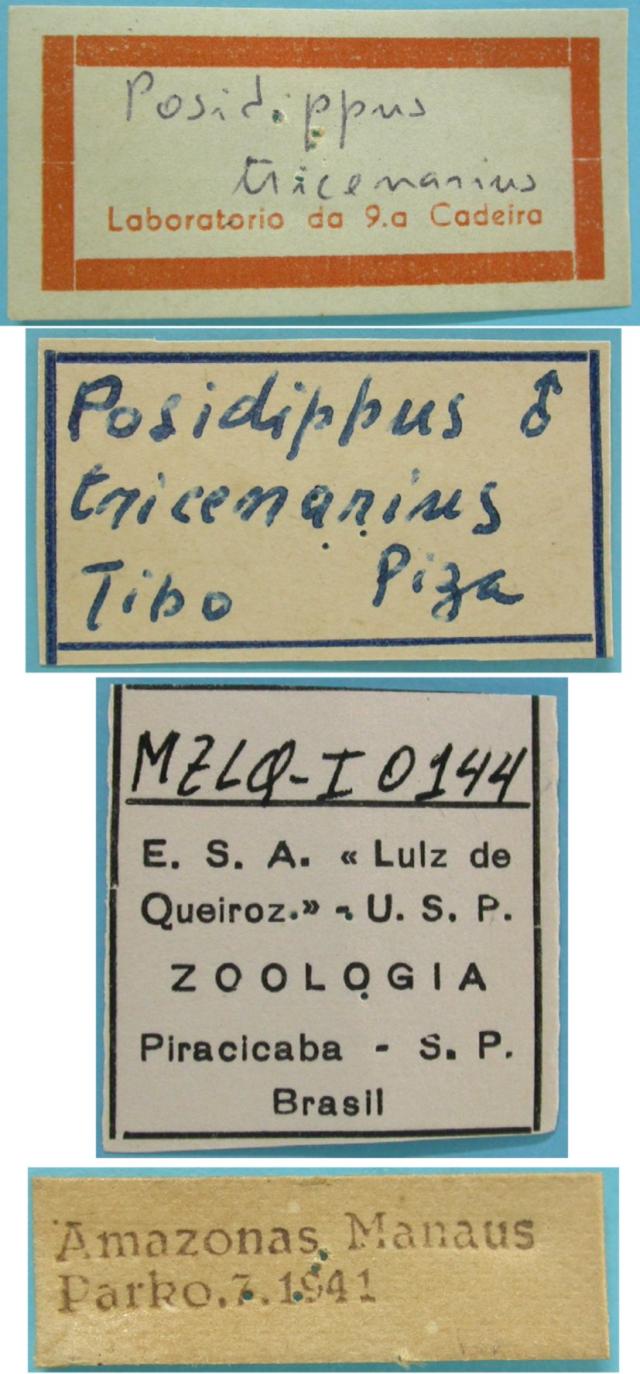 Posidippus
tricenarius
Laboratorio da 9.a Cadeira
Posidippus ♂
tricenarius
Tipo Piza
MZLQ-I 0144
E. S. A. « Luiz de
Queiroz.» - U. S. P.
ZOOLOGIA
Piracicaba - S. P.
Brasil
Amazonas, Manaus
Parko.7.1941